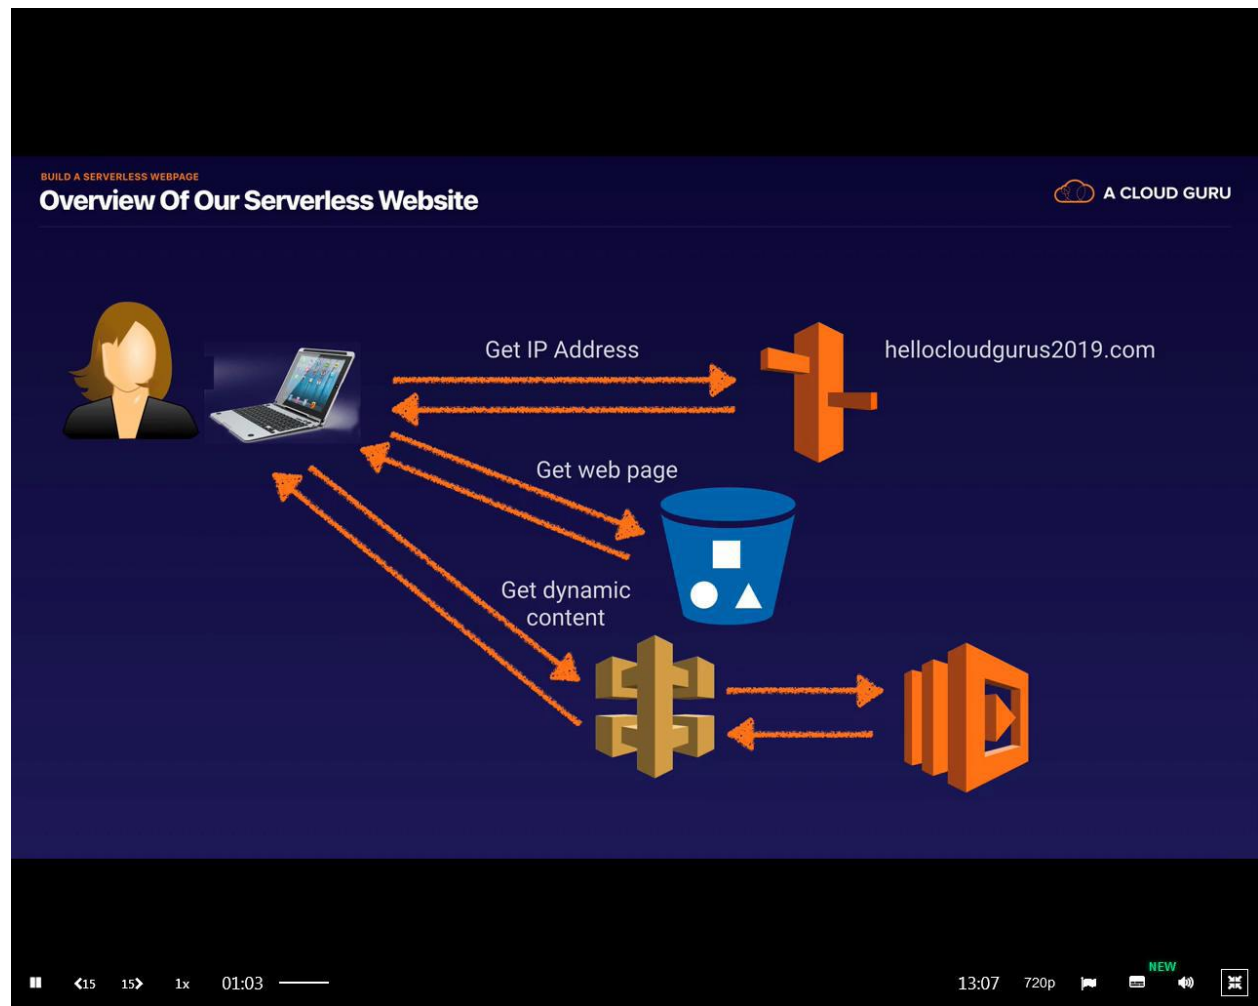 BUILD A SERVERLESS WEBPAGE
Overview Of Our Serverless Website
A CLOUD GURU
Get IP Address
hellocloudgurus2019.com
Get web page
Get dynamic
content
NEW
15
15
1x
01:03
13:07
720p